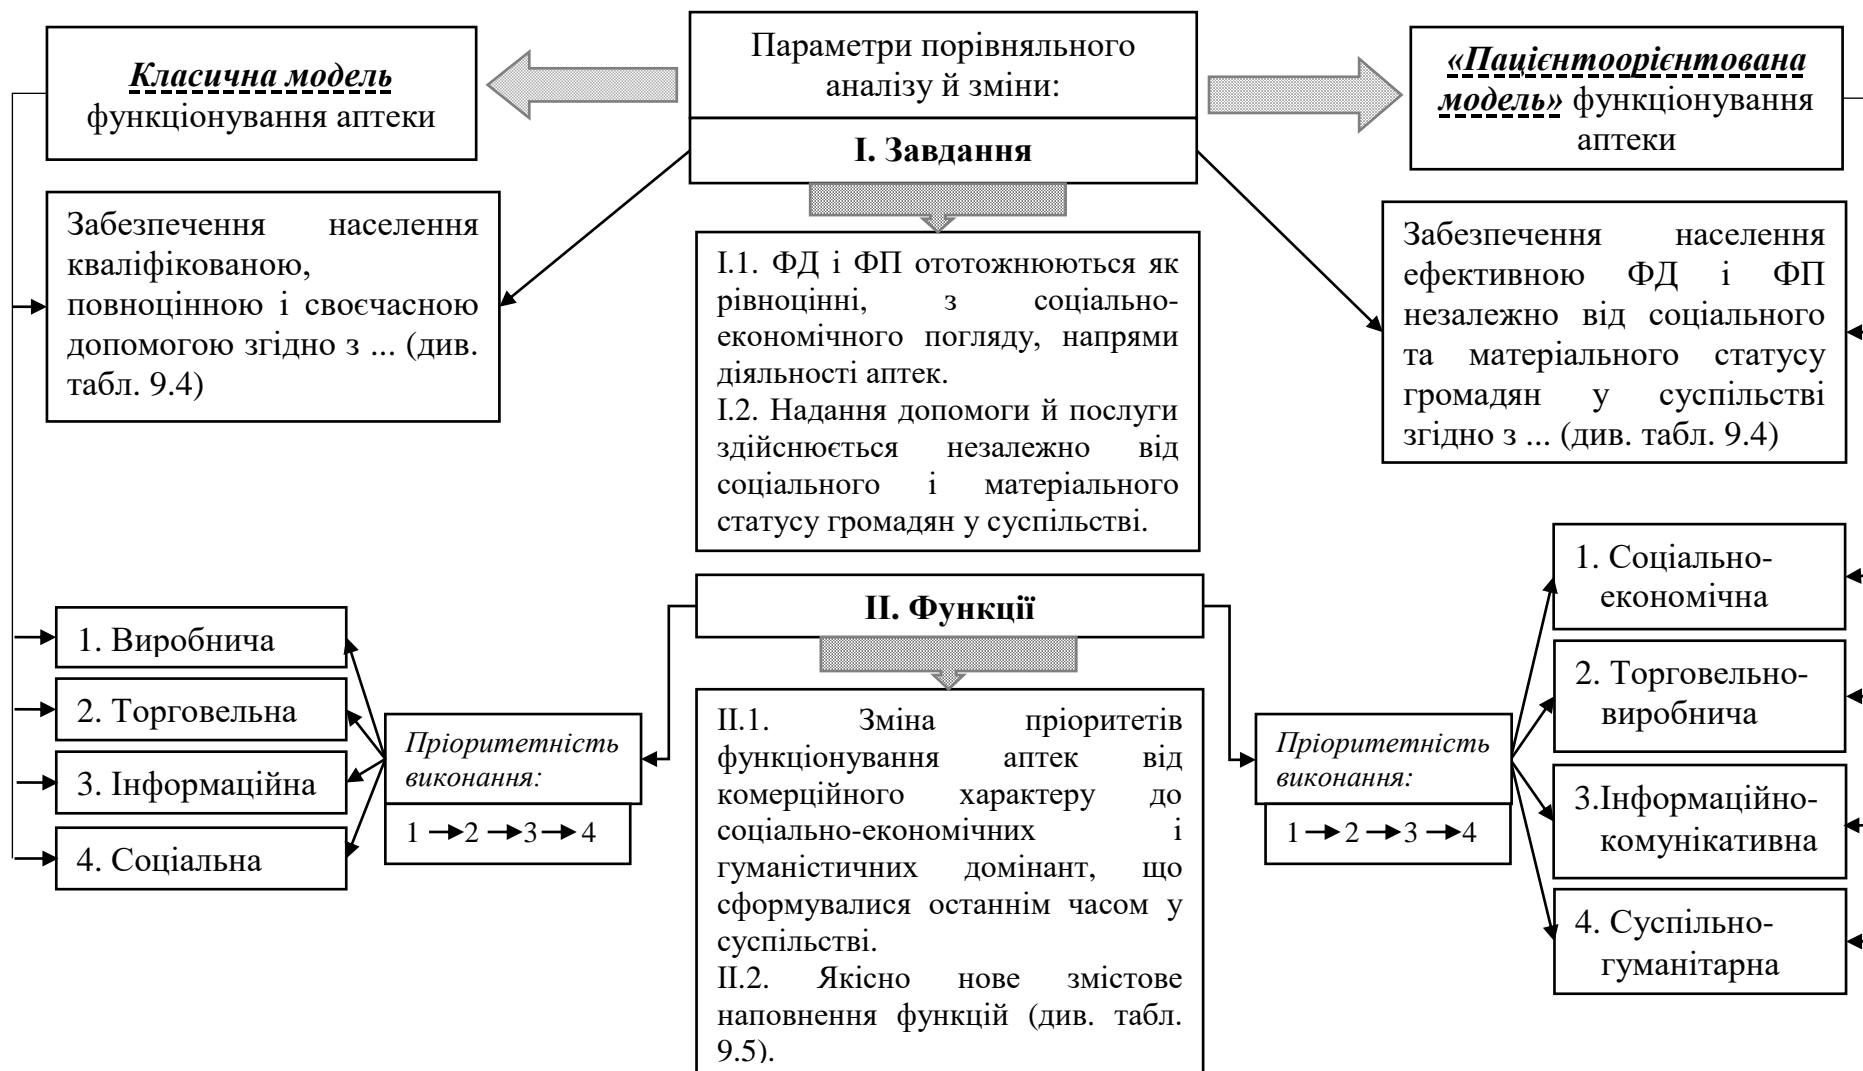 Класична модель
функціонування аптеки
Параметри порівняльного
аналізу й зміни:
«Пацієнтоорієнтована
модель» функціонування
аптеки
І. Завдання
Забезпечення населення
кваліфікованою,
повноцінною і своєчасною
допомогою згідно з ... (див.
табл. 9.4)
І.1. ФД і ФП ототожнюються як
рівноцінні, з соціально-
економічного погляду, напрями
діяльності аптек.
І.2. Надання допомоги й послуги
здійснюється незалежно від
соціального і матеріального
статусу громадян у суспільстві.
Забезпечення населення
ефективною ФД і ФП
незалежно від соціального
та матеріального статусу
громадян у суспільстві
згідно з ... (див. табл. 9.4)
ІІ. Функції
1. Виробнича
2. Торговельна
3. Інформаційна
4. Соціальна
Пріоритетність
виконання:
1 → 2 → 3 → 4
ІІ.1. Зміна пріоритетів
функціонування аптек від
комерційного характеру до
соціально-економічних і
гуманістичних домінант, що
сформувалися останнім часом у
суспільстві.
ІІ.2. Якісно нове змістове
наповнення функцій (див. табл.
9.5).
Пріоритетність
виконання:
1 → 2 → 3 → 4
1. Соціально-
економічна
2. Торговельно-
виробнича
3.Інформаційно-
комунікативна
4. Суспільно-
гуманітарна